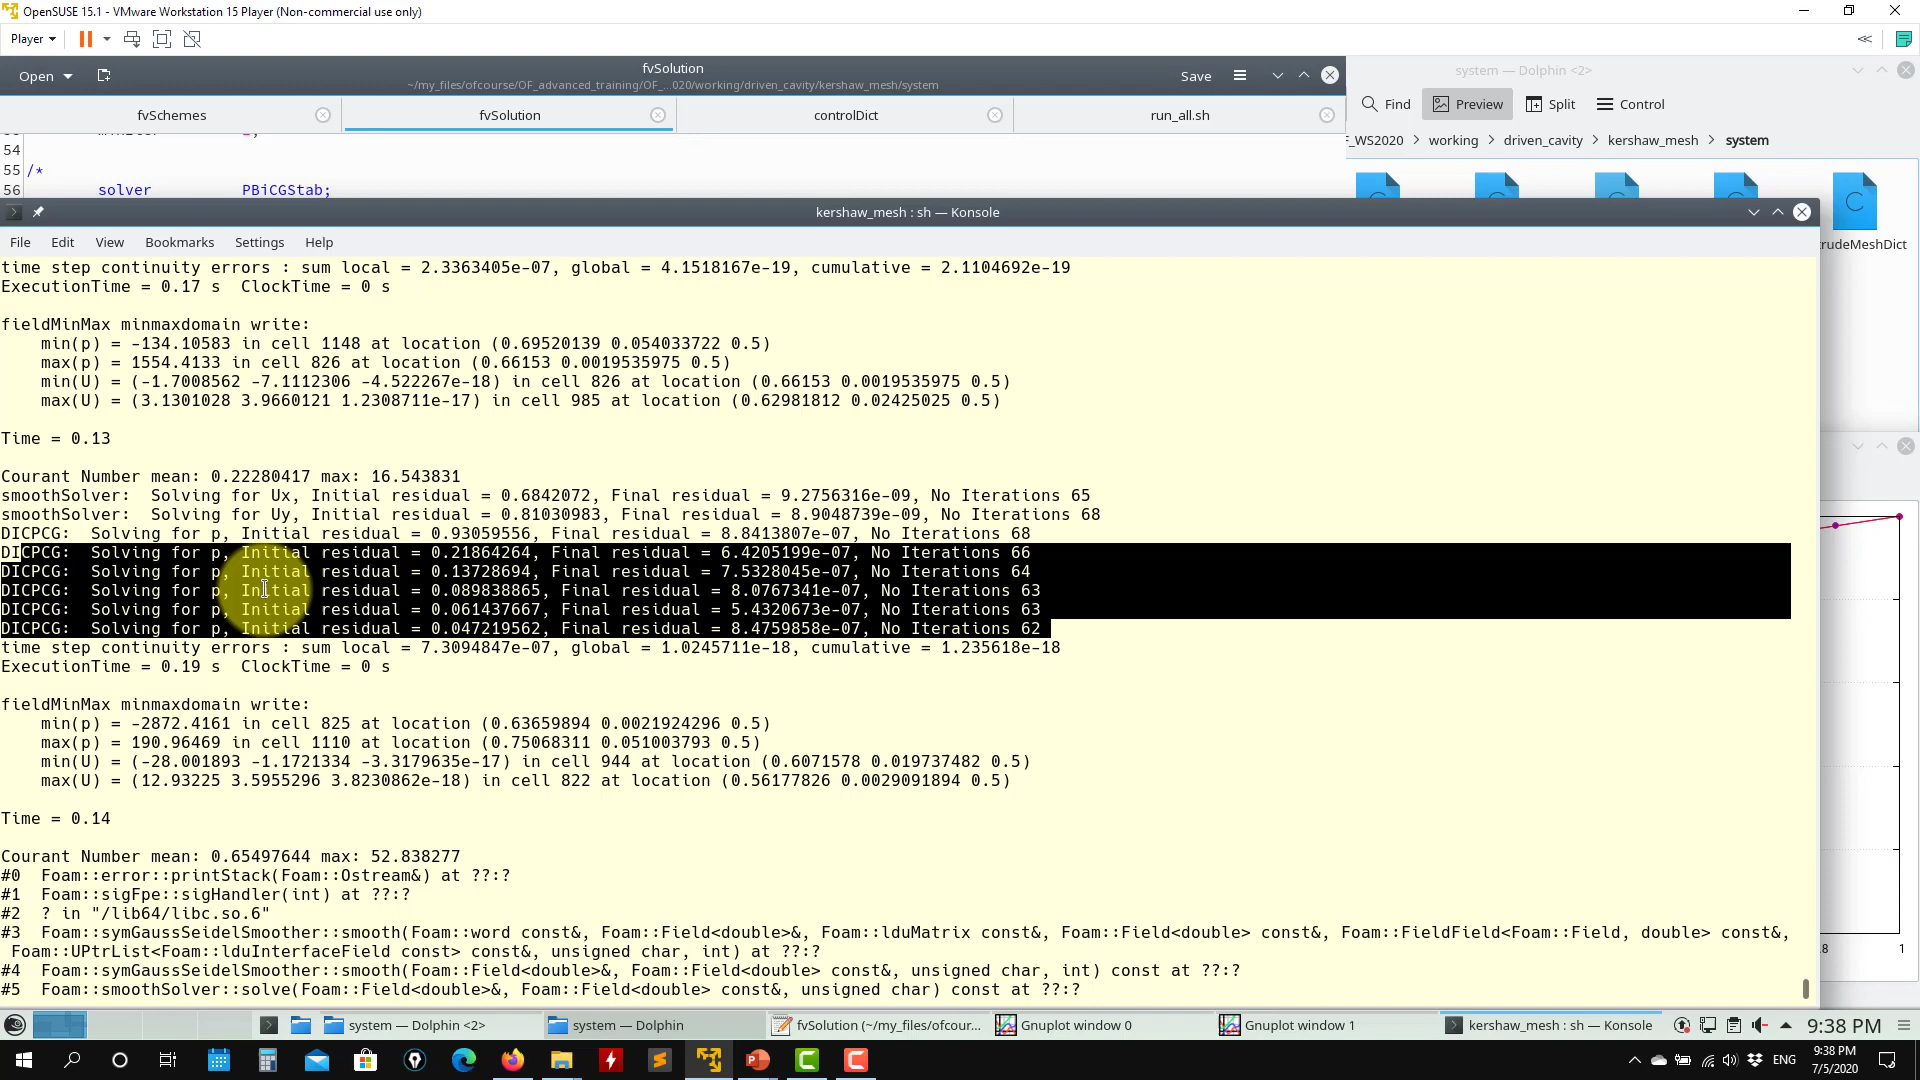 OpenSUSE 15.1 - VMware Workstation 15 Player (Non-commercial use only)
Player
fvSolution
~/my_files/ofcourse/OF_advanced_training/OF_...020/working/driven_cavity/kershaw_mesh/system
Open
Save
system — Dolphin <2>
fvSchemes
fvSolution
controlDict
run_all.sh
Find
Preview
Split
Control
F_WS2020 > working > driven_cavity > kershaw_mesh > system
54
55 /*
56 solver PBiCGStab;
rudeMeshDict
kershaw_mesh : sh — Konsole
File Edit View Bookmarks Settings Help
time step continuity errors : sum local = 2.3363405e-07, global = 4.1518167e-19, cumulative = 2.1104692e-19
ExecutionTime = 0.17 s  ClockTime = 0 s
fieldMinMax minmaxdomain write:
min(p) = -134.10583 in cell 1148 at location (0.69520139 0.054033722 0.5)
max(p) = 1554.4133 in cell 826 at location (0.66153 0.0019535975 0.5)
min(U) = (-1.7008562 -7.1112306 -4.522267e-18) in cell 826 at location (0.66153 0.0019535975 0.5)
max(U) = (3.1301028 3.9660121 1.2308711e-17) in cell 985 at location (0.62981812 0.02425025 0.5)
Time = 0.13
Courant Number mean: 0.22280417 max: 16.543831
smoothSolver:  Solving for Ux, Initial residual = 0.6842072, Final residual = 9.2756316e-09, No Iterations 65
smoothSolver:  Solving for Uy, Initial residual = 0.81030983, Final residual = 8.9048739e-09, No Iterations 68
DICPCG:  Solving for p, Initial residual = 0.93059556, Final residual = 8.8413807e-07, No Iterations 68
DICPCG:  Solving for p, Initial residual = 0.21864264, Final residual = 6.4205199e-07, No Iterations 66
DICPCG:  Solving for p, Initial residual = 0.13728694, Final residual = 7.5328045e-07, No Iterations 64
DICPCG:  Solving for p, Initial residual = 0.089838865, Final residual = 8.0767341e-07, No Iterations 63
DICPCG:  Solving for p, Initial residual = 0.061437667, Final residual = 5.4320673e-07, No Iterations 63
DICPCG:  Solving for p, Initial residual = 0.047219562, Final residual = 8.4759858e-07, No Iterations 62
time step continuity errors : sum local = 7.3094847e-07, global = 1.0245711e-18, cumulative = 1.235618e-18
ExecutionTime = 0.19 s  ClockTime = 0 s
fieldMinMax minmaxdomain write:
min(p) = -2872.4161 in cell 825 at location (0.63659894 0.0021924296 0.5)
max(p) = 190.96469 in cell 1110 at location (0.75068311 0.051003793 0.5)
min(U) = (-28.001893 -1.1721334 -3.3179635e-17) in cell 944 at location (0.6071578 0.019737482 0.5)
max(U) = (12.93225 3.5955296 3.8230862e-18) in cell 822 at location (0.56177826 0.0029091894 0.5)
Time = 0.14
Courant Number mean: 0.65497644 max: 52.838277
#0  Foam::error::printStack(Foam::Ostream&) at ??:?
#1  Foam::sigFpe::sigHandler(int) at ??:?
#2  ? in "/lib64/libc.so.6"
#3  Foam::symGaussSeidelSmoother::smooth(Foam::word const&, Foam::Field<double>&, Foam::lduMatrix const&, Foam::Field<double> const&, Foam::FieldField<Foam::Field, double> const&,
Foam::UPtrList<Foam::lduInterfaceField const> const&, unsigned char, int) at ??:?
#4  Foam::symGaussSeidelSmoother::smooth(Foam::Field<double>&, Foam::Field<double> const&, unsigned char, int) const at ??:?
#5  Foam::smoothSolver::solve(Foam::Field<double>&, Foam::Field<double> const&, unsigned char) const at ??:?
.8 1
system — Dolphin <2>
system — Dolphin
fvSolution (~/my_files/ofcour...
Gnuplot window 0
Gnuplot window 1
kershaw_mesh : sh — Konsole
9:38 PM
ENG
9:38 PM
7/5/2020